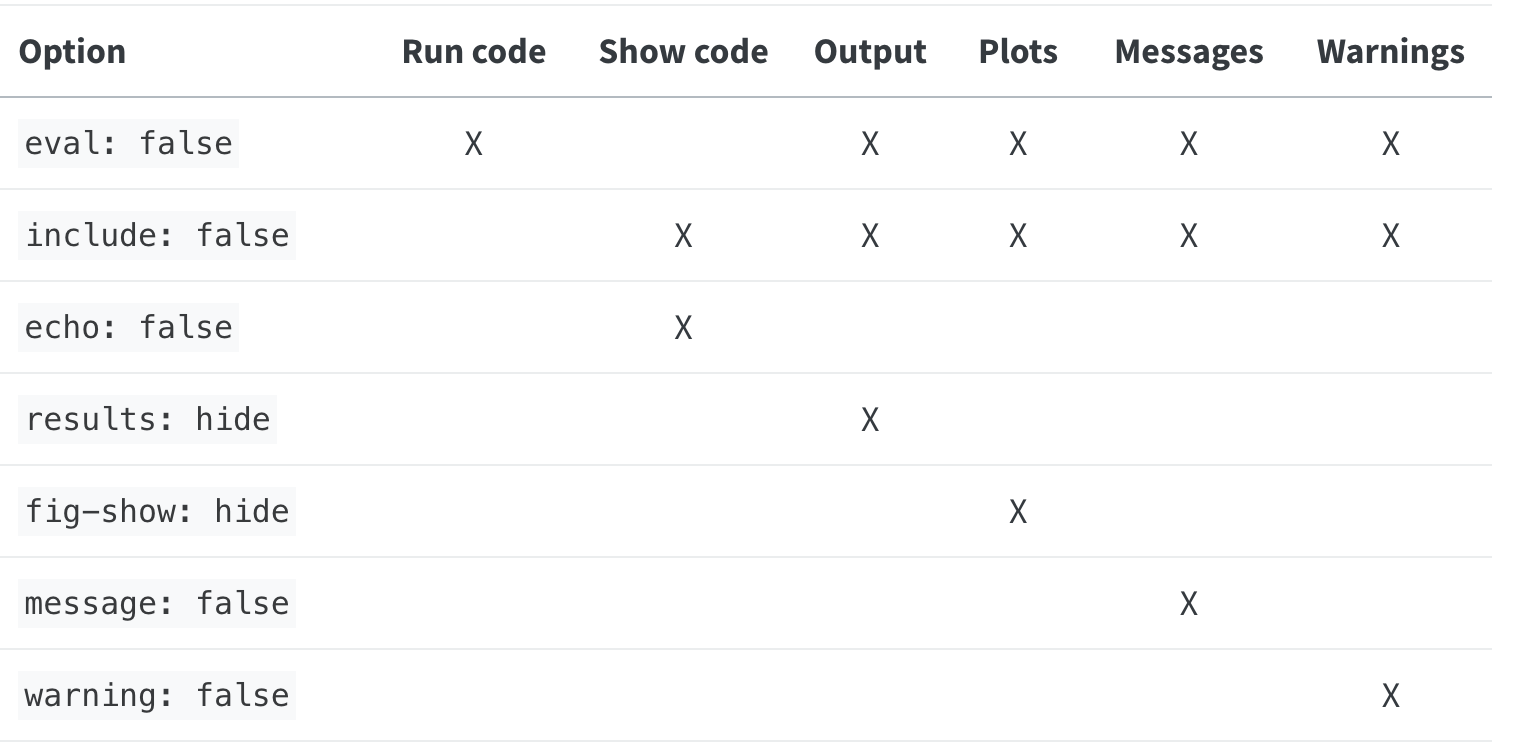 Option Run code Show code Output Plots Messages Warnings
eval: false X X X X X
include: false X X X X X
echo: false X
results: hide X
fig-show: hide X
message: false X
warning: false X